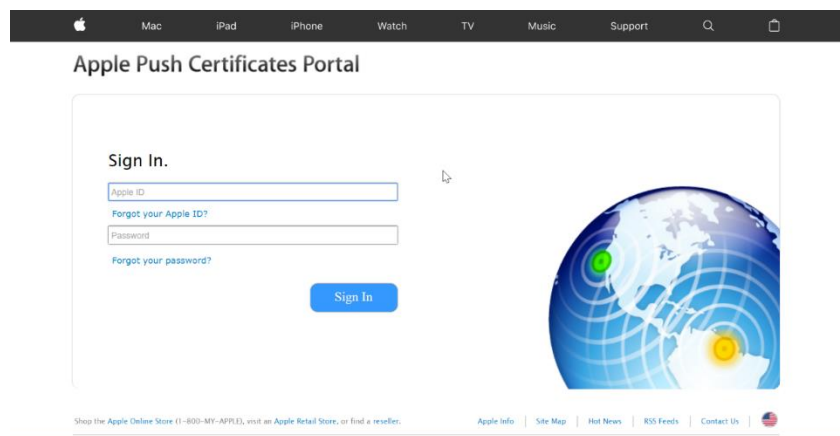 Mac iPad iPhone Watch TV Music Support
Apple Push Certificates Portal
Sign In.
Apple ID
Forgot your Apple ID?
Password
Forgot your password?
Sign In
Shop the Apple Online Store (1-800-MY-APPLE), visit an Apple Retail Store, or find a reseller. Apple Info | Site Map | Hot News | RSS Feeds | Contact Us |